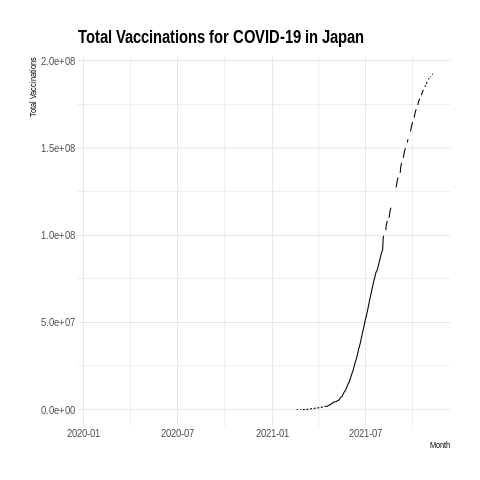 Total Vaccinations for COVID-19 in Japan
Total Vaccinations
2.0e+08
1.5e+08
1.0e+08
5.0e+07
0.0e+00
2020-01 2020-07 2021-01 2021-07
Month